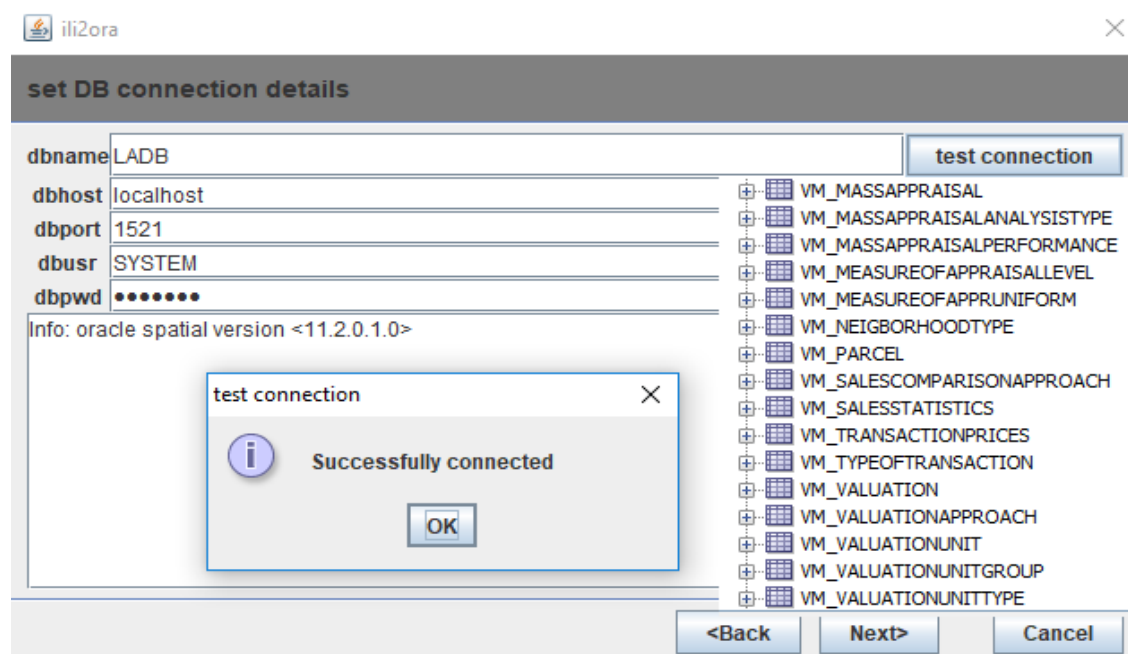 ili2ora
set DB connection details
dbname LADB test connection
dbhost localhost
dbport 1521
dbusr SYSTEM
dbpwd •••••••
Info: oracle spatial version <11.2.0.1.0>
test connection
Successfully connected
OK
VM_MASSAPPRAISAL
VM_MASSAPPRAISALANALYSISTYPE
VM_MASSAPPRAISALPERFORMANCE
VM_MEASUREOFAPPRAISALLEVEL
VM_MEASUREOFAPPRUNIFORM
VM_NEIGBORHOODTYPE
VM_PARCEL
VM_SALESCOMPARISONAPPROACH
VM_SALESSTATISTICS
VM_TRANSACTIONPRICES
VM_TYPEOFTRANSACTION
VM_VALUATION
VM_VALUATIONAPPROACH
VM_VALUATIONUNIT
VM_VALUATIONUNITGROUP
VM_VALUATIONUNITTYPE
<Back Next> Cancel